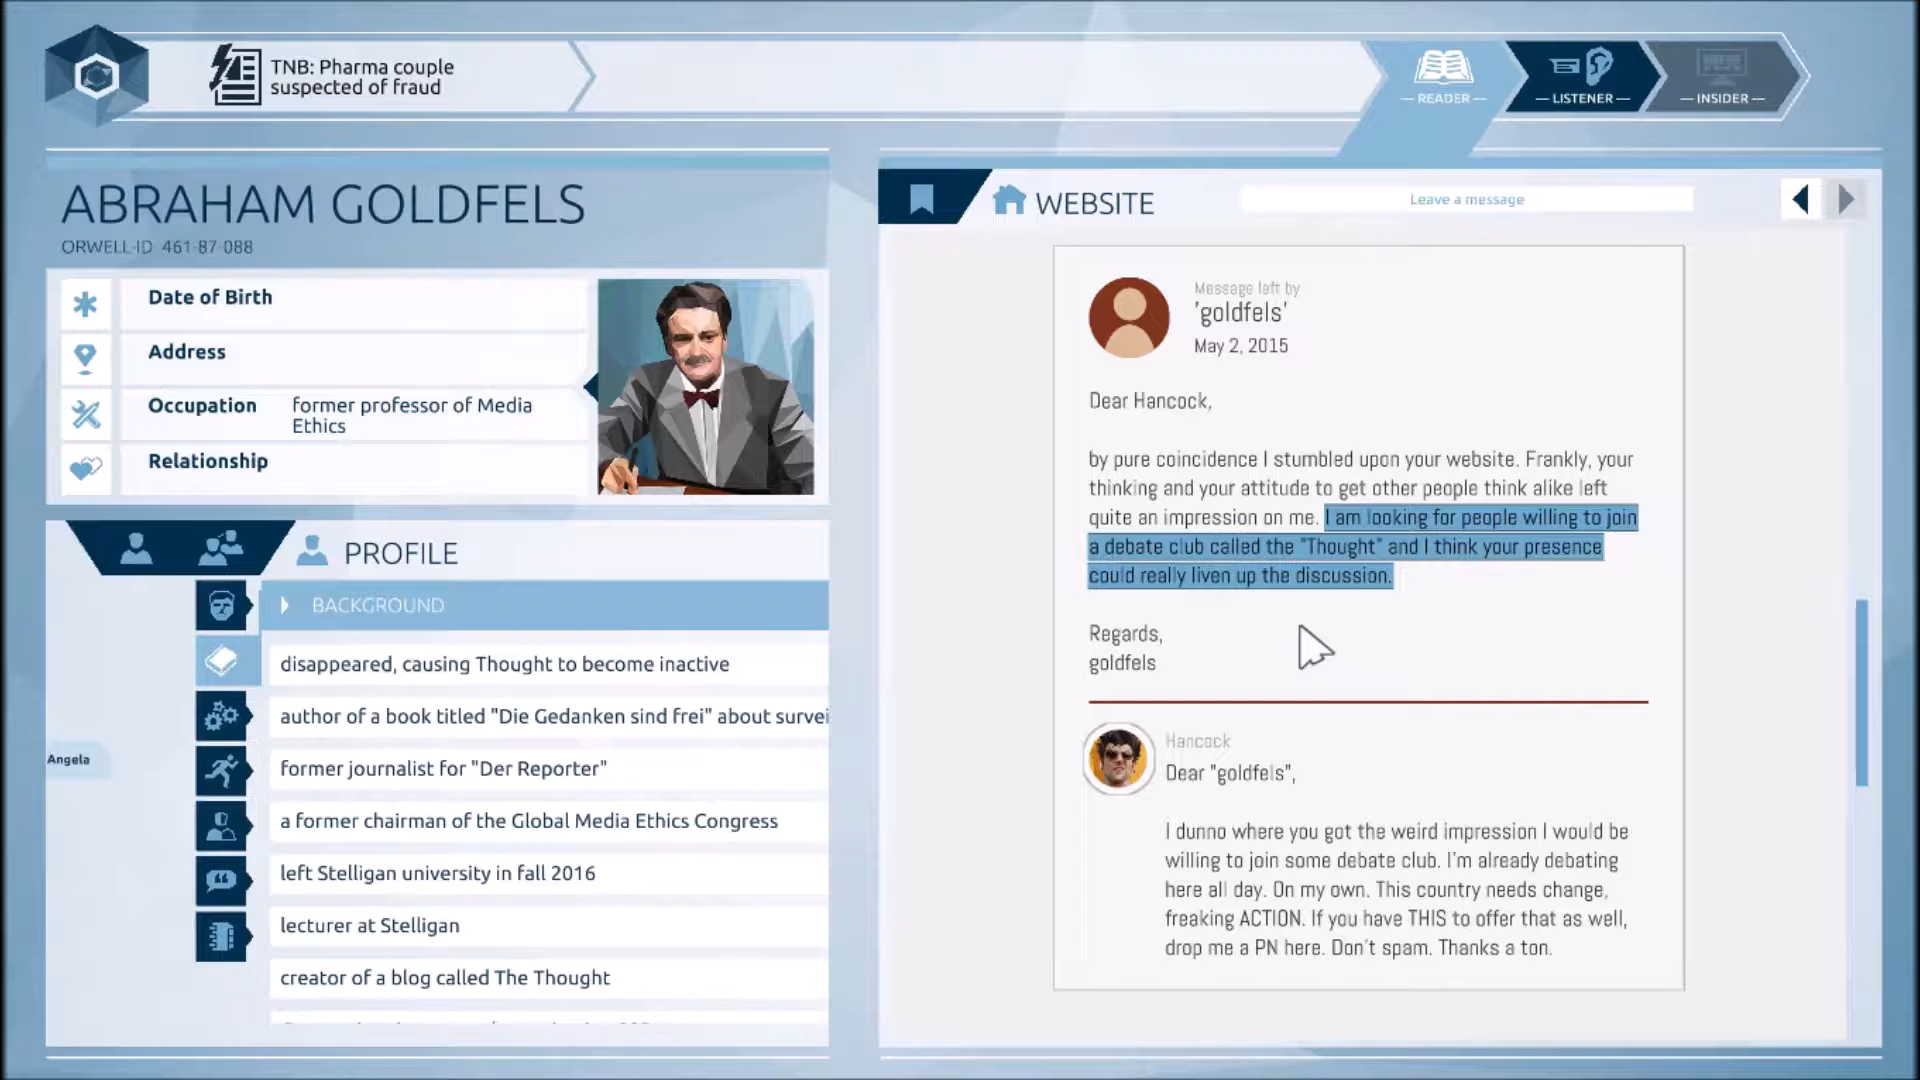 TNB: Pharma couple
suspected of fraud
— READER —
— LISTENER —
— INSIDER —
ABRAHAM GOLDFELS
ORWELL-ID 461-87-088
Date of Birth
Address
Occupation former professor of Media
Ethics
Relationship
PROFILE
BACKGROUND
disappeared, causing Thought to become inactive
author of a book titled "Die Gedanken sind frei" about survei
former journalist for "Der Reporter"
a former chairman of the Global Media Ethics Congress
left Stelligan university in fall 2016
lecturer at Stelligan
creator of a blog called The Thought
Angela
WEBSITE
Leave a message
Message left by
'goldfels'
May 2, 2015
Dear Hancock,
by pure coincidence I stumbled upon your website. Frankly, your
thinking and your attitude to get other people think alike left
quite an impression on me. I am looking for people willing to join
a debate club called the "Thought" and I think your presence
could really liven up the discussion.
Regards,
goldfels
Hancock
Dear "goldfels",
I dunno where you got the weird impression I would be
willing to join some debate club. I'm already debating
here all day. On my own. This country needs change,
freaking ACTION. If you have THIS to offer that as well,
drop me a PN here. Don't spam. Thanks a ton.